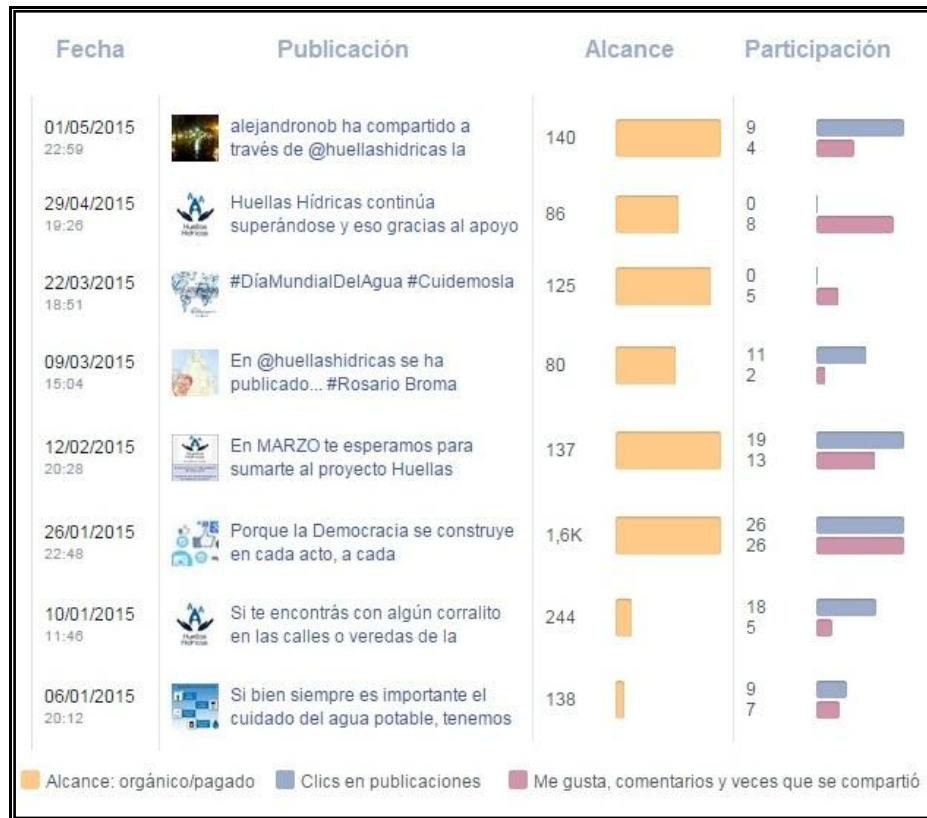 Fecha Publicación Alcance Participación
01/05/2015
22:59
alejandronob ha compartido a
través de @huellashidricas la
140
9
4
29/04/2015
19:26
Huellas Hídricas
Huellas Hídricas continúa
superándose y eso gracias al apoyo
86
0
8
22/03/2015
18:51
#DíaMundialDelAgua #Cuidemosla
125
0
5
09/03/2015
15:04
En @huellashidricas se ha
publicado... #Rosario Broma
80
11
2
12/02/2015
20:28
En MARZO te esperamos para
sumarte al proyecto Huellas
137
19
13
26/01/2015
22:48
Porque la Democracia se construye
en cada acto, a cada
1,6K
26
26
10/01/2015
11:46
Huellas Hídricas
Si te encontrás con algún corralito
en las calles o veredas de la
244
18
5
06/01/2015
20:12
Si bien siempre es importante el
cuidado del agua potable, tenemos
138
9
7
Alcance: orgánico/pagado Clics en publicaciones Me gusta, comentarios y veces que se compartió